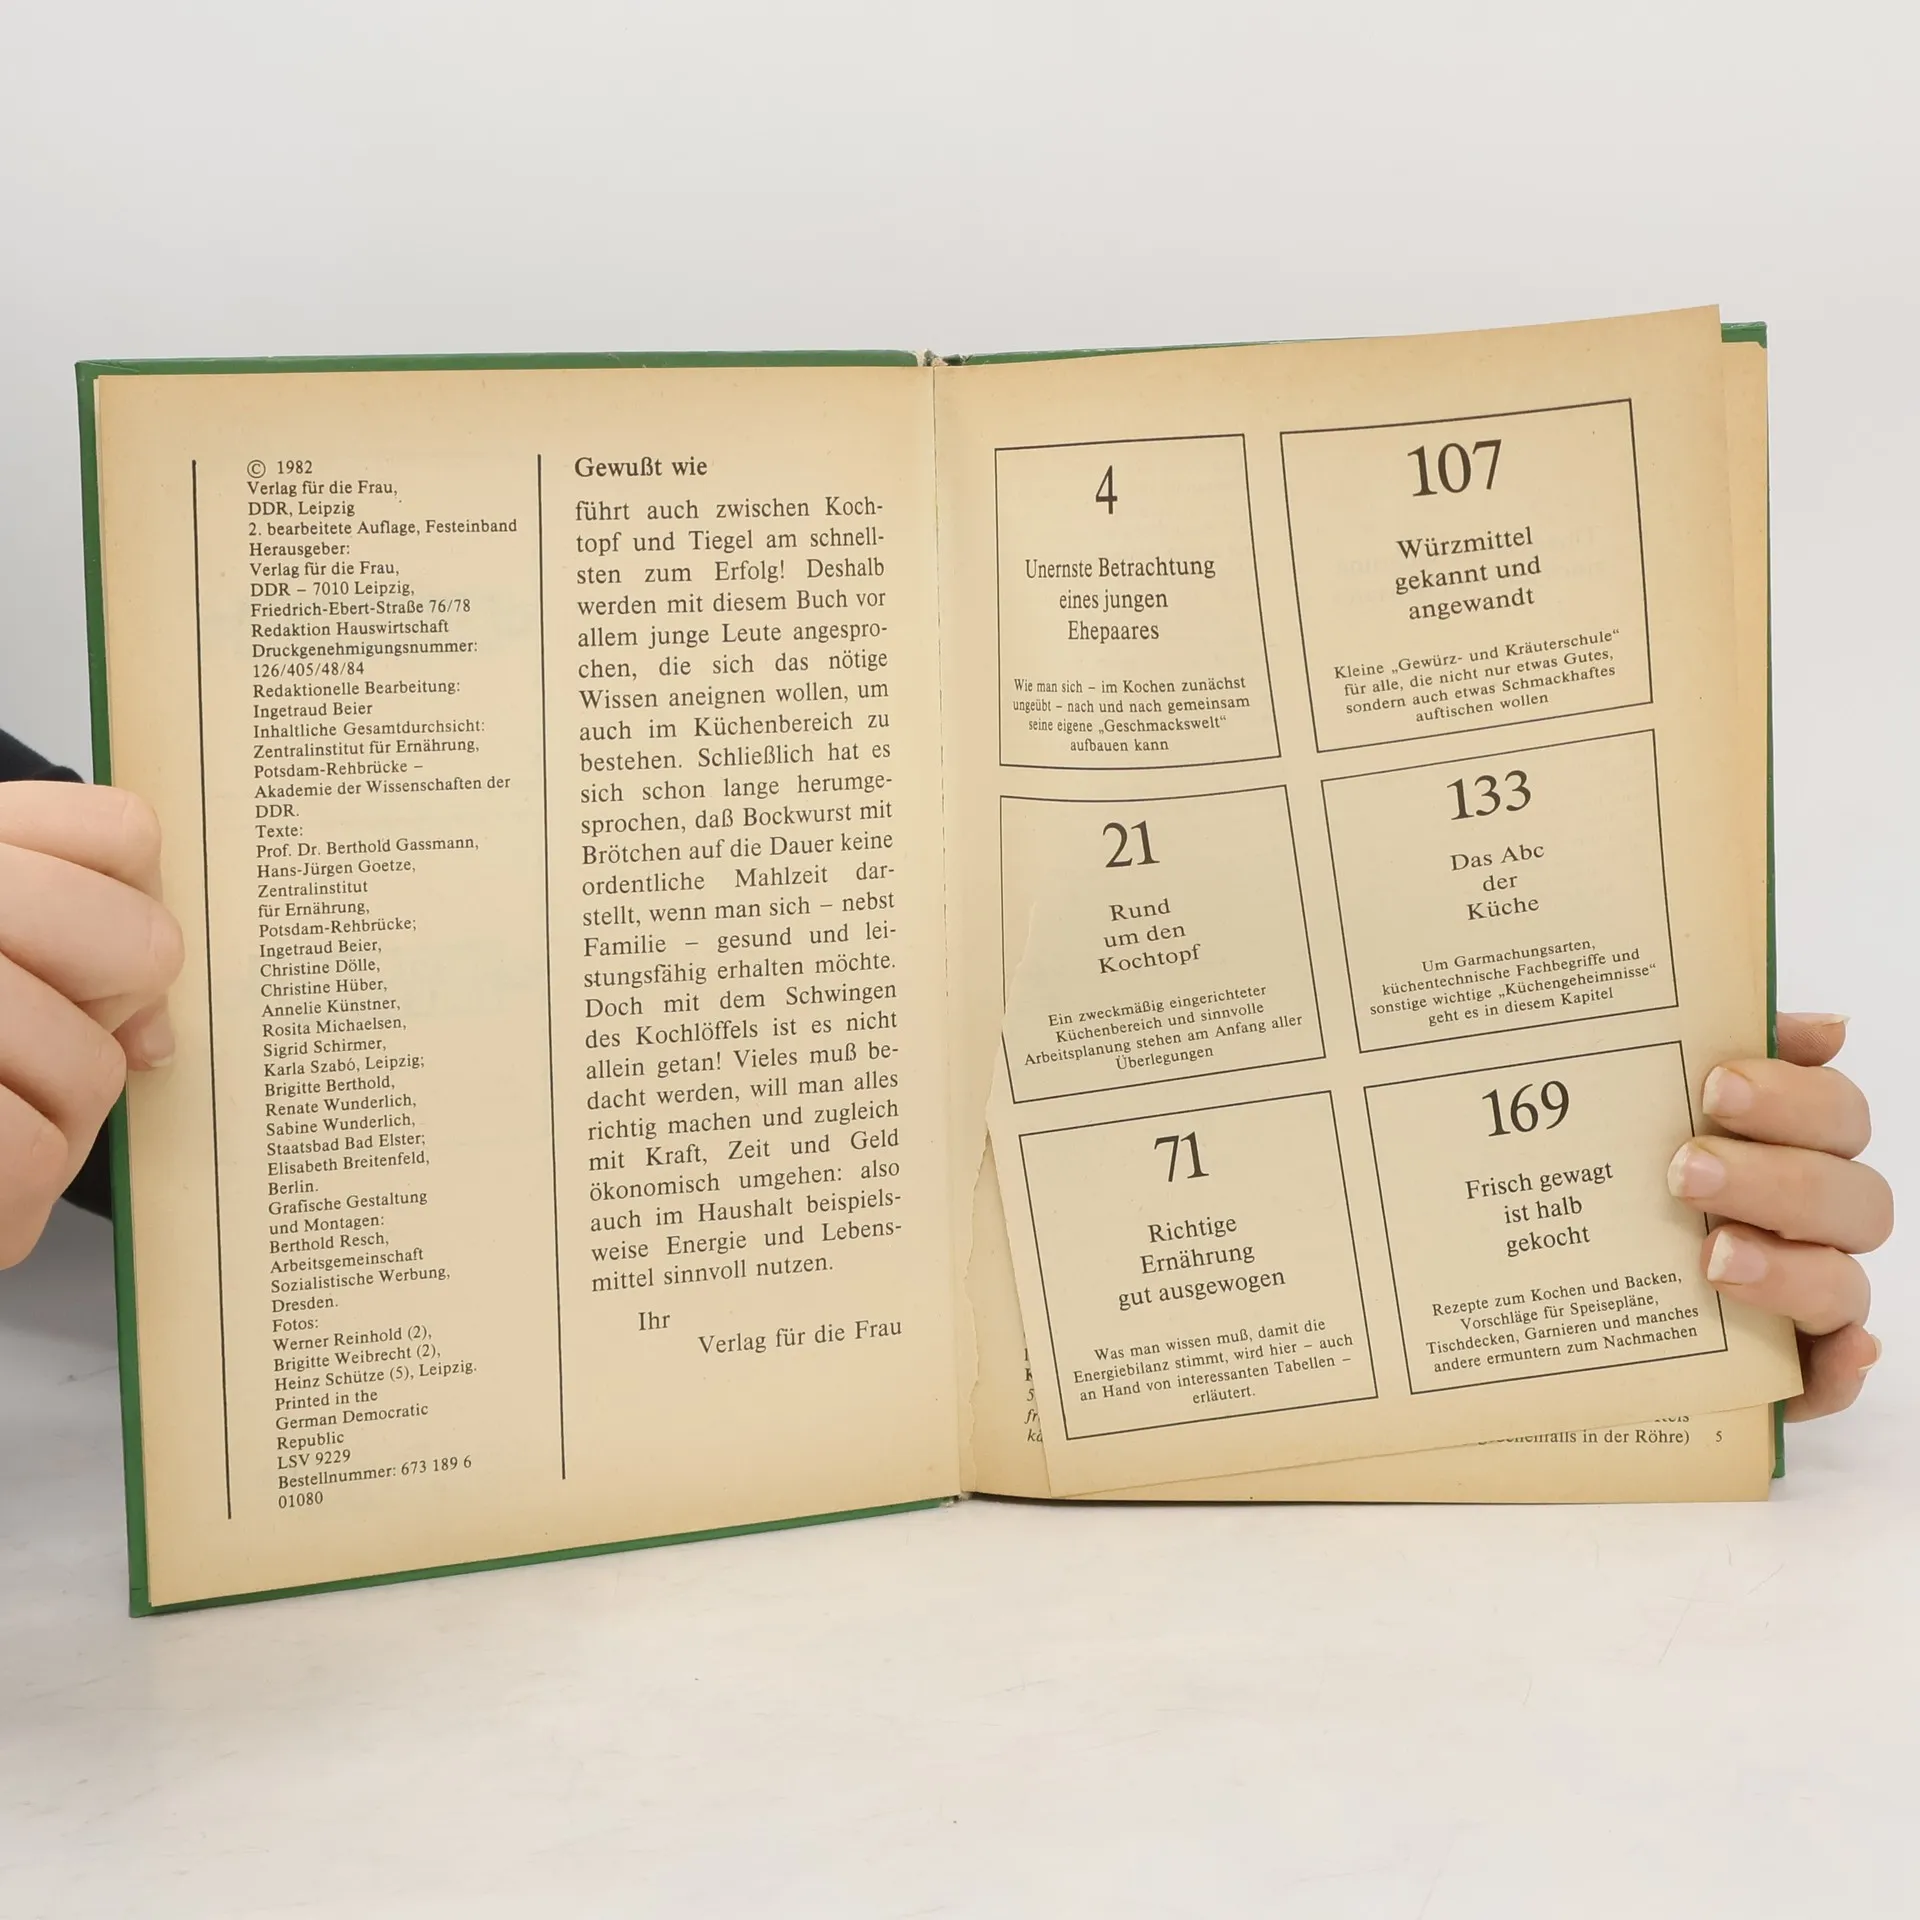 © 1982
Verlag für die Frau,
DDR, Leipzig
2. bearbeitete Auflage, Festeinband
Herausgeber:
Verlag für die Frau,
DDR – 7010 Leipzig,
Friedrich-Ebert-Straße 76/78
Redaktion Hauswirtschaft
Druckgenehmigungsnummer:
126/405/48/84
Redaktionelle Bearbeitung:
Ingetraud Beier
Inhaltliche Gesamtdurchsicht:
Zentralinstitut für Ernährung,
Potsdam-Rehbrücke –
Akademie der Wissenschaften der
DDR.
Texte:
Prof. Dr. Berthold Gassmann,
Hans-Jürgen Goetze,
Zentralinstitut
für Ernährung,
Potsdam-Rehbrücke;
Ingetraud Beier,
Christine Dölle,
Christine Hüber,
Annelie Künstner,
Rosita Michaelsen,
Sigrid Schirmer,
Karla Szabó, Leipzig;
Brigitte Berthold,
Renate Wunderlich,
Sabine Wunderlich,
Staatsbad Bad Elster;
Elisabeth Breitenfeld,
Berlin.
Grafische Gestaltung
und Montagen:
Berthold Resch,
Arbeitsgemeinschaft
Sozialistische Werbung,
Dresden.
Fotos:
Werner Reinhold (2),
Brigitte Weibrecht (2),
Heinz Schütze (5), Leipzig.
Printed in the
German Democratic
Republic
LSV 9229
Bestellnummer: 673 189 6
01080
Gewußt wie
führt auch zwischen Koch-
topf und Tiegel am schnell-
sten zum Erfolg! Deshalb
werden mit diesem Buch vor
allem junge Leute angespro-
chen, die sich das nötige
Wissen aneignen wollen, um
auch im Küchenbereich zu
bestehen. Schließlich hat es
sich schon lange herumge-
sprochen, daß Bockwurst mit
Brötchen auf die Dauer keine
ordentliche Mahlzeit dar-
stellt, wenn man sich – nebst
Familie – gesund und lei-
stungsfähig erhalten möchte.
Doch mit dem Schwingen
des Kochlöffels ist es nicht
allein getan! Vieles muß be-
dacht werden, will man alles
richtig machen und zugleich
mit Kraft, Zeit und Geld
ökonomisch umgehen: also
auch im Haushalt beispiels-
weise Energie und Lebens-
mittel sinnvoll nutzen.
Ihr
Verlag für die Frau
4
Unernste Betrachtung
eines jungen
Ehepaares
Wie man sich – im Kochen zunächst
ungeübt – nach und nach gemeinsam
seine eigene „Geschmackswelt“
aufbauen kann
21
Rund
um den
Kochtopf
Ein zweckmäßig eingerichteter
Küchenbereich und sinnvolle
Arbeitsplanung stehen am Anfang aller
Überlegungen
71
Richtige
Ernährung
gut ausgewogen
Was man wissen muß, damit die
Energiebilanz stimmt, wird hier – auch
an Hand von interessanten Tabellen –
erläutert.
107
Würzmittel
gekannt und
angewandt
Kleine „Gewürz- und Kräuterschule“
für alle, die nicht nur etwas Gutes,
sondern auch etwas Schmackhaftes
auftischen wollen
133
Das Abc
der
Küche
Um Garmachungsarten,
küchentechnische Fachbegriffe und
sonstige wichtige „Küchengeheimnisse“
geht es in diesem Kapitel
169
Frisch gewagt
ist halb
gekocht
Rezepte zum Kochen und Backen,
Vorschläge für Speisepläne,
Tischdecken, Garnieren und manches
andere ermuntern zum Nachmachen
in der Röhre) 5